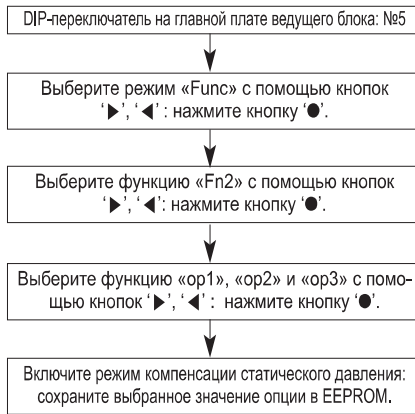 DIP-переключатель на главной плате ведущего блока: №5
Выберите режим «Func» с помощью кнопок
‘▶’, ‘◀’ : нажмите кнопку ‘●’.
Выберите функцию «Fn2» с помощью кнопок
‘▶’, ‘◀’: нажмите кнопку ‘●’.
Выберите функцию «op1», «op2» и «op3» с помо-
щью кнопок ‘▶’, ‘◀’ : нажмите кнопку ‘●’.
Включите режим компенсации статического давления:
сохраните выбранное значение опции в EEPROM.